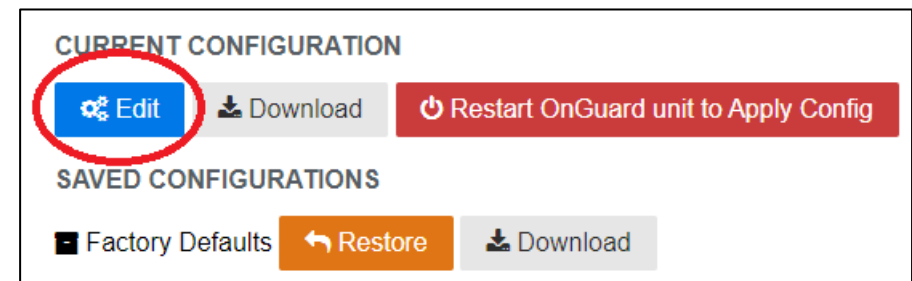 CURRENT CONFIGURATION
Edit Download Restart OnGuard unit to Apply Config
SAVED CONFIGURATIONS
Factory Defaults Restore Download